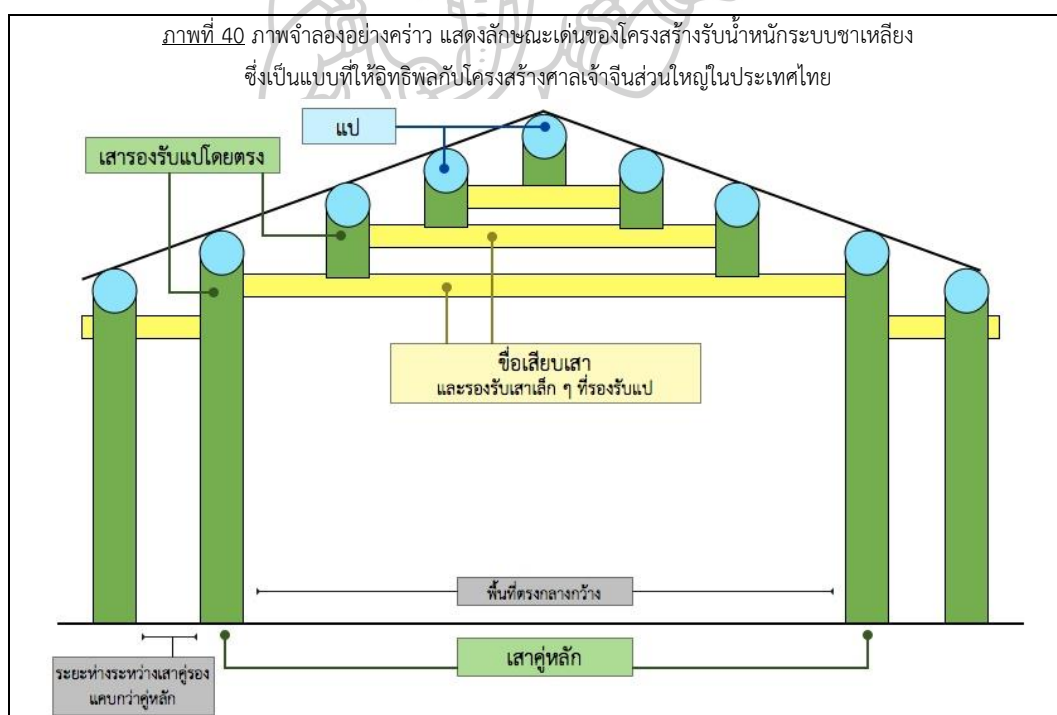 ภาพที่ 40 ภาพจำลองอย่างคร่าว แสดงลักษณะเด่นของโครงสร้างรับน้ำหนักระบบชาเหลียง
ซึ่งเป็นแบบที่ให้อิทธิพลกับโครงสร้างศาลเจ้าจีนส่วนใหญ่ในประเทศไทย
แป
เสารองรับแปโดยตรง
ขื่อเสียบเสา
และรองรับเสาเล็ก ๆ ที่รองรับแป
พื้นที่ตรงกลางกว้าง
เสาคู่หลัก
ระยะห่างระหว่างเสาคู่รอง
แคบกว่าคู่หลัก